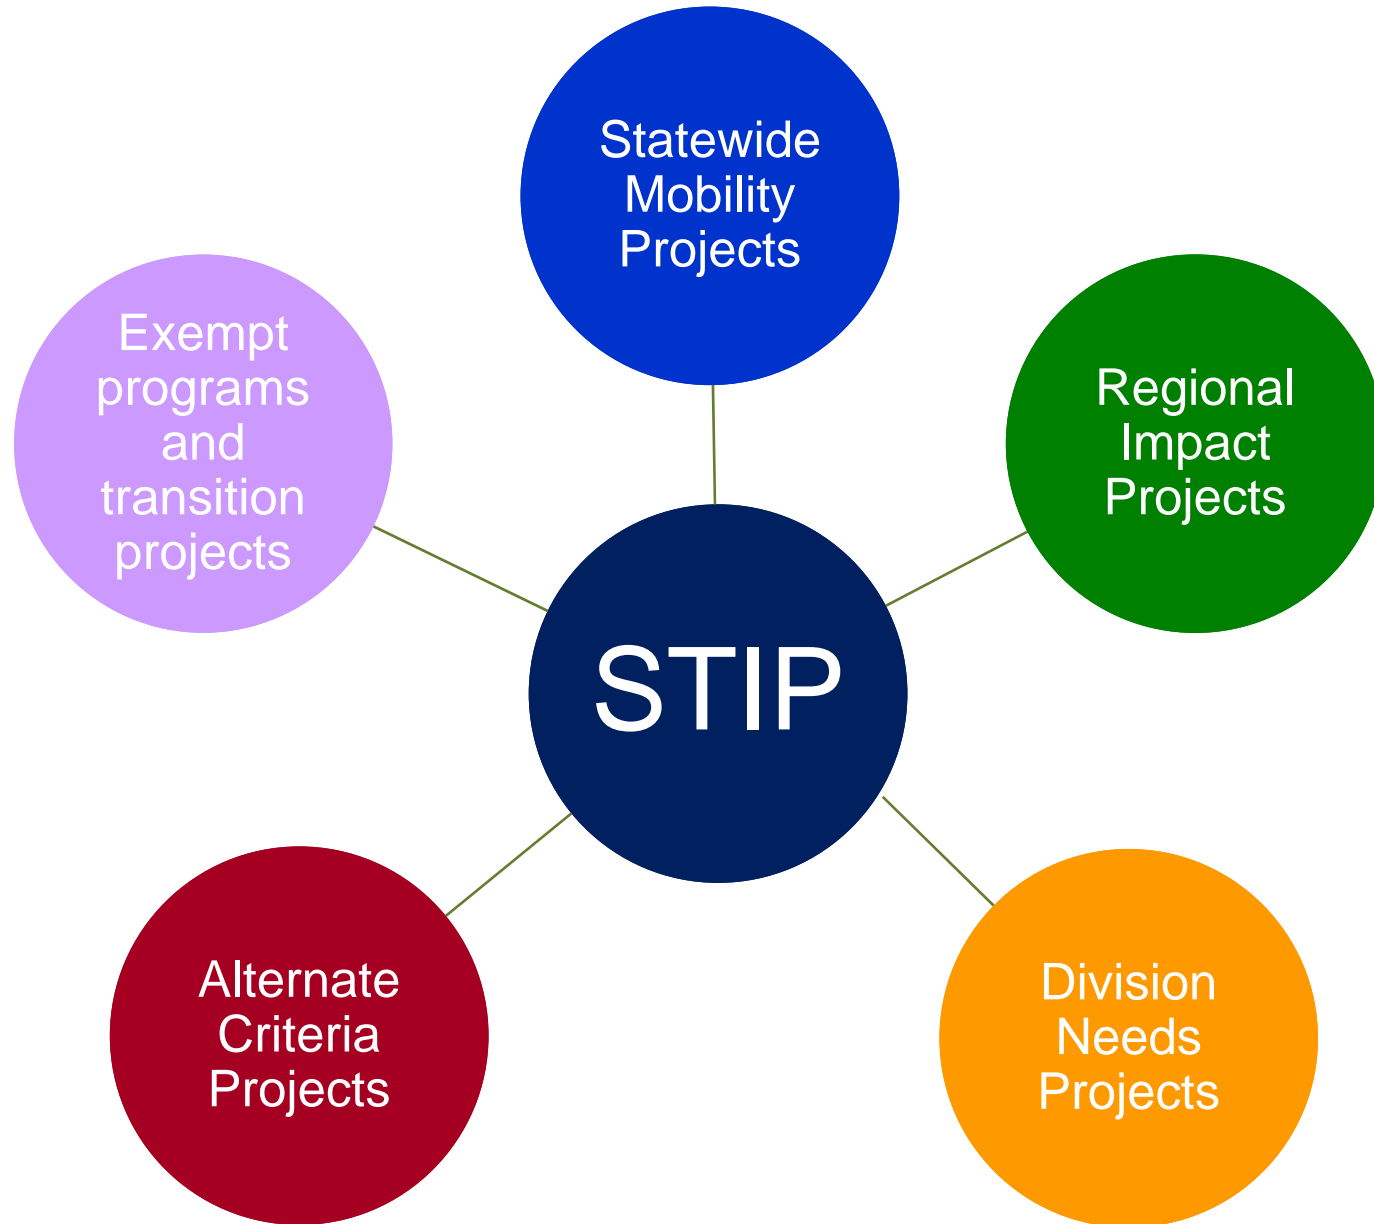 Statewide
Mobility
Projects
Exempt
programs
and
transition
projects
Regional
Impact
Projects
STIP
Alternate
Criteria
Projects
Division
Needs
Projects